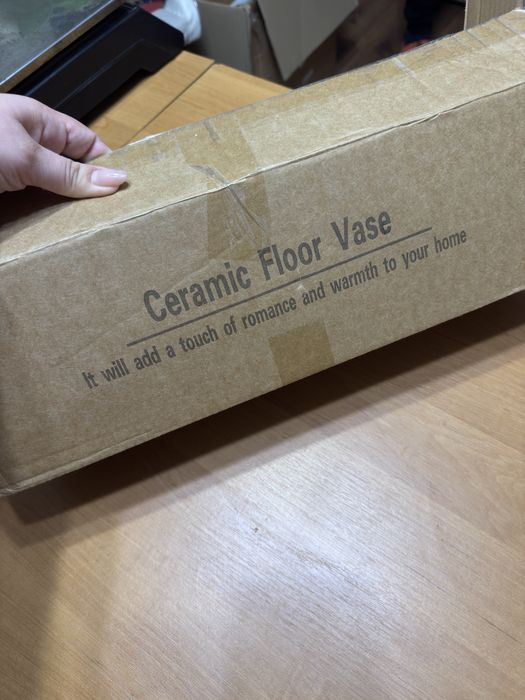 Ceramic Floor Vase
It will add a touch of romance and warmth to your home